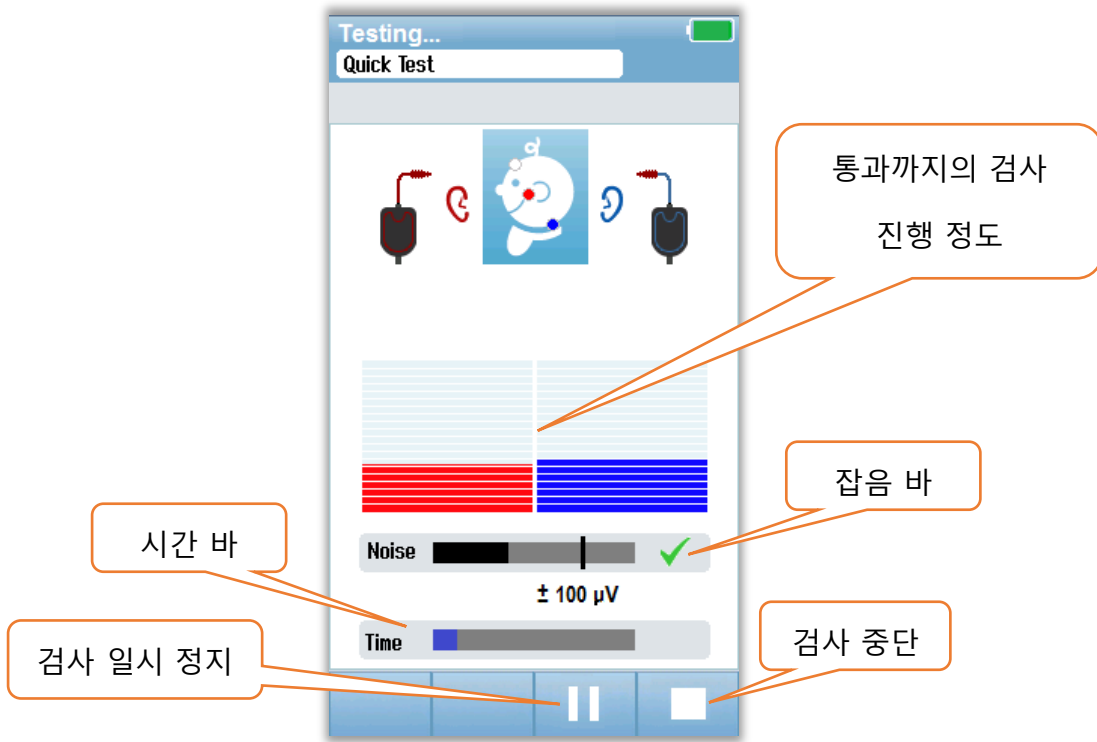 Testing...
Quick Test
통과까지의 검사
진행 정도
잡음 바
시간 바
Noise
± 100 μV
Time
검사 일시 정지
검사 중단